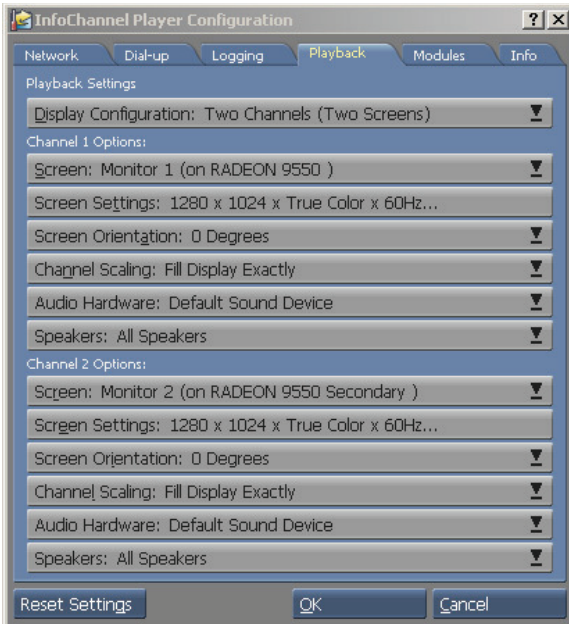 InfoChannel Player Configuration ? X
Network Dial-up Logging Playback Modules Info
Playback Settings
Display Configuration: Two Channels (Two Screens)
Channel 1 Options:
Screen: Monitor 1 (on RADEON 9550 )
Screen Settings: 1280 x 1024 x True Color x 60Hz...
Screen Orientation: 0 Degrees
Channel Scaling: Fill Display Exactly
Audio Hardware: Default Sound Device
Speakers: All Speakers
Channel 2 Options:
Screen: Monitor 2 (on RADEON 9550 Secondary )
Screen Settings: 1280 x 1024 x True Color x 60Hz...
Screen Orientation: 0 Degrees
Channel Scaling: Fill Display Exactly
Audio Hardware: Default Sound Device
Speakers: All Speakers
Reset Settings OK Cancel